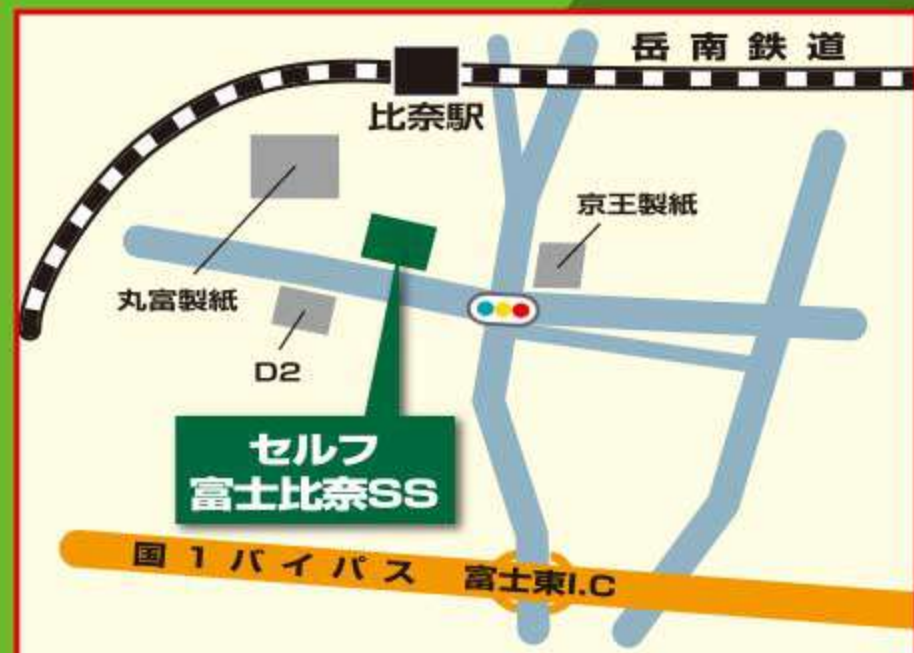 岳南鉄道
比奈駅
京王製紙
丸富製紙
D2
セルフ
富士比奈SS
国1バイパス 富士東I.C